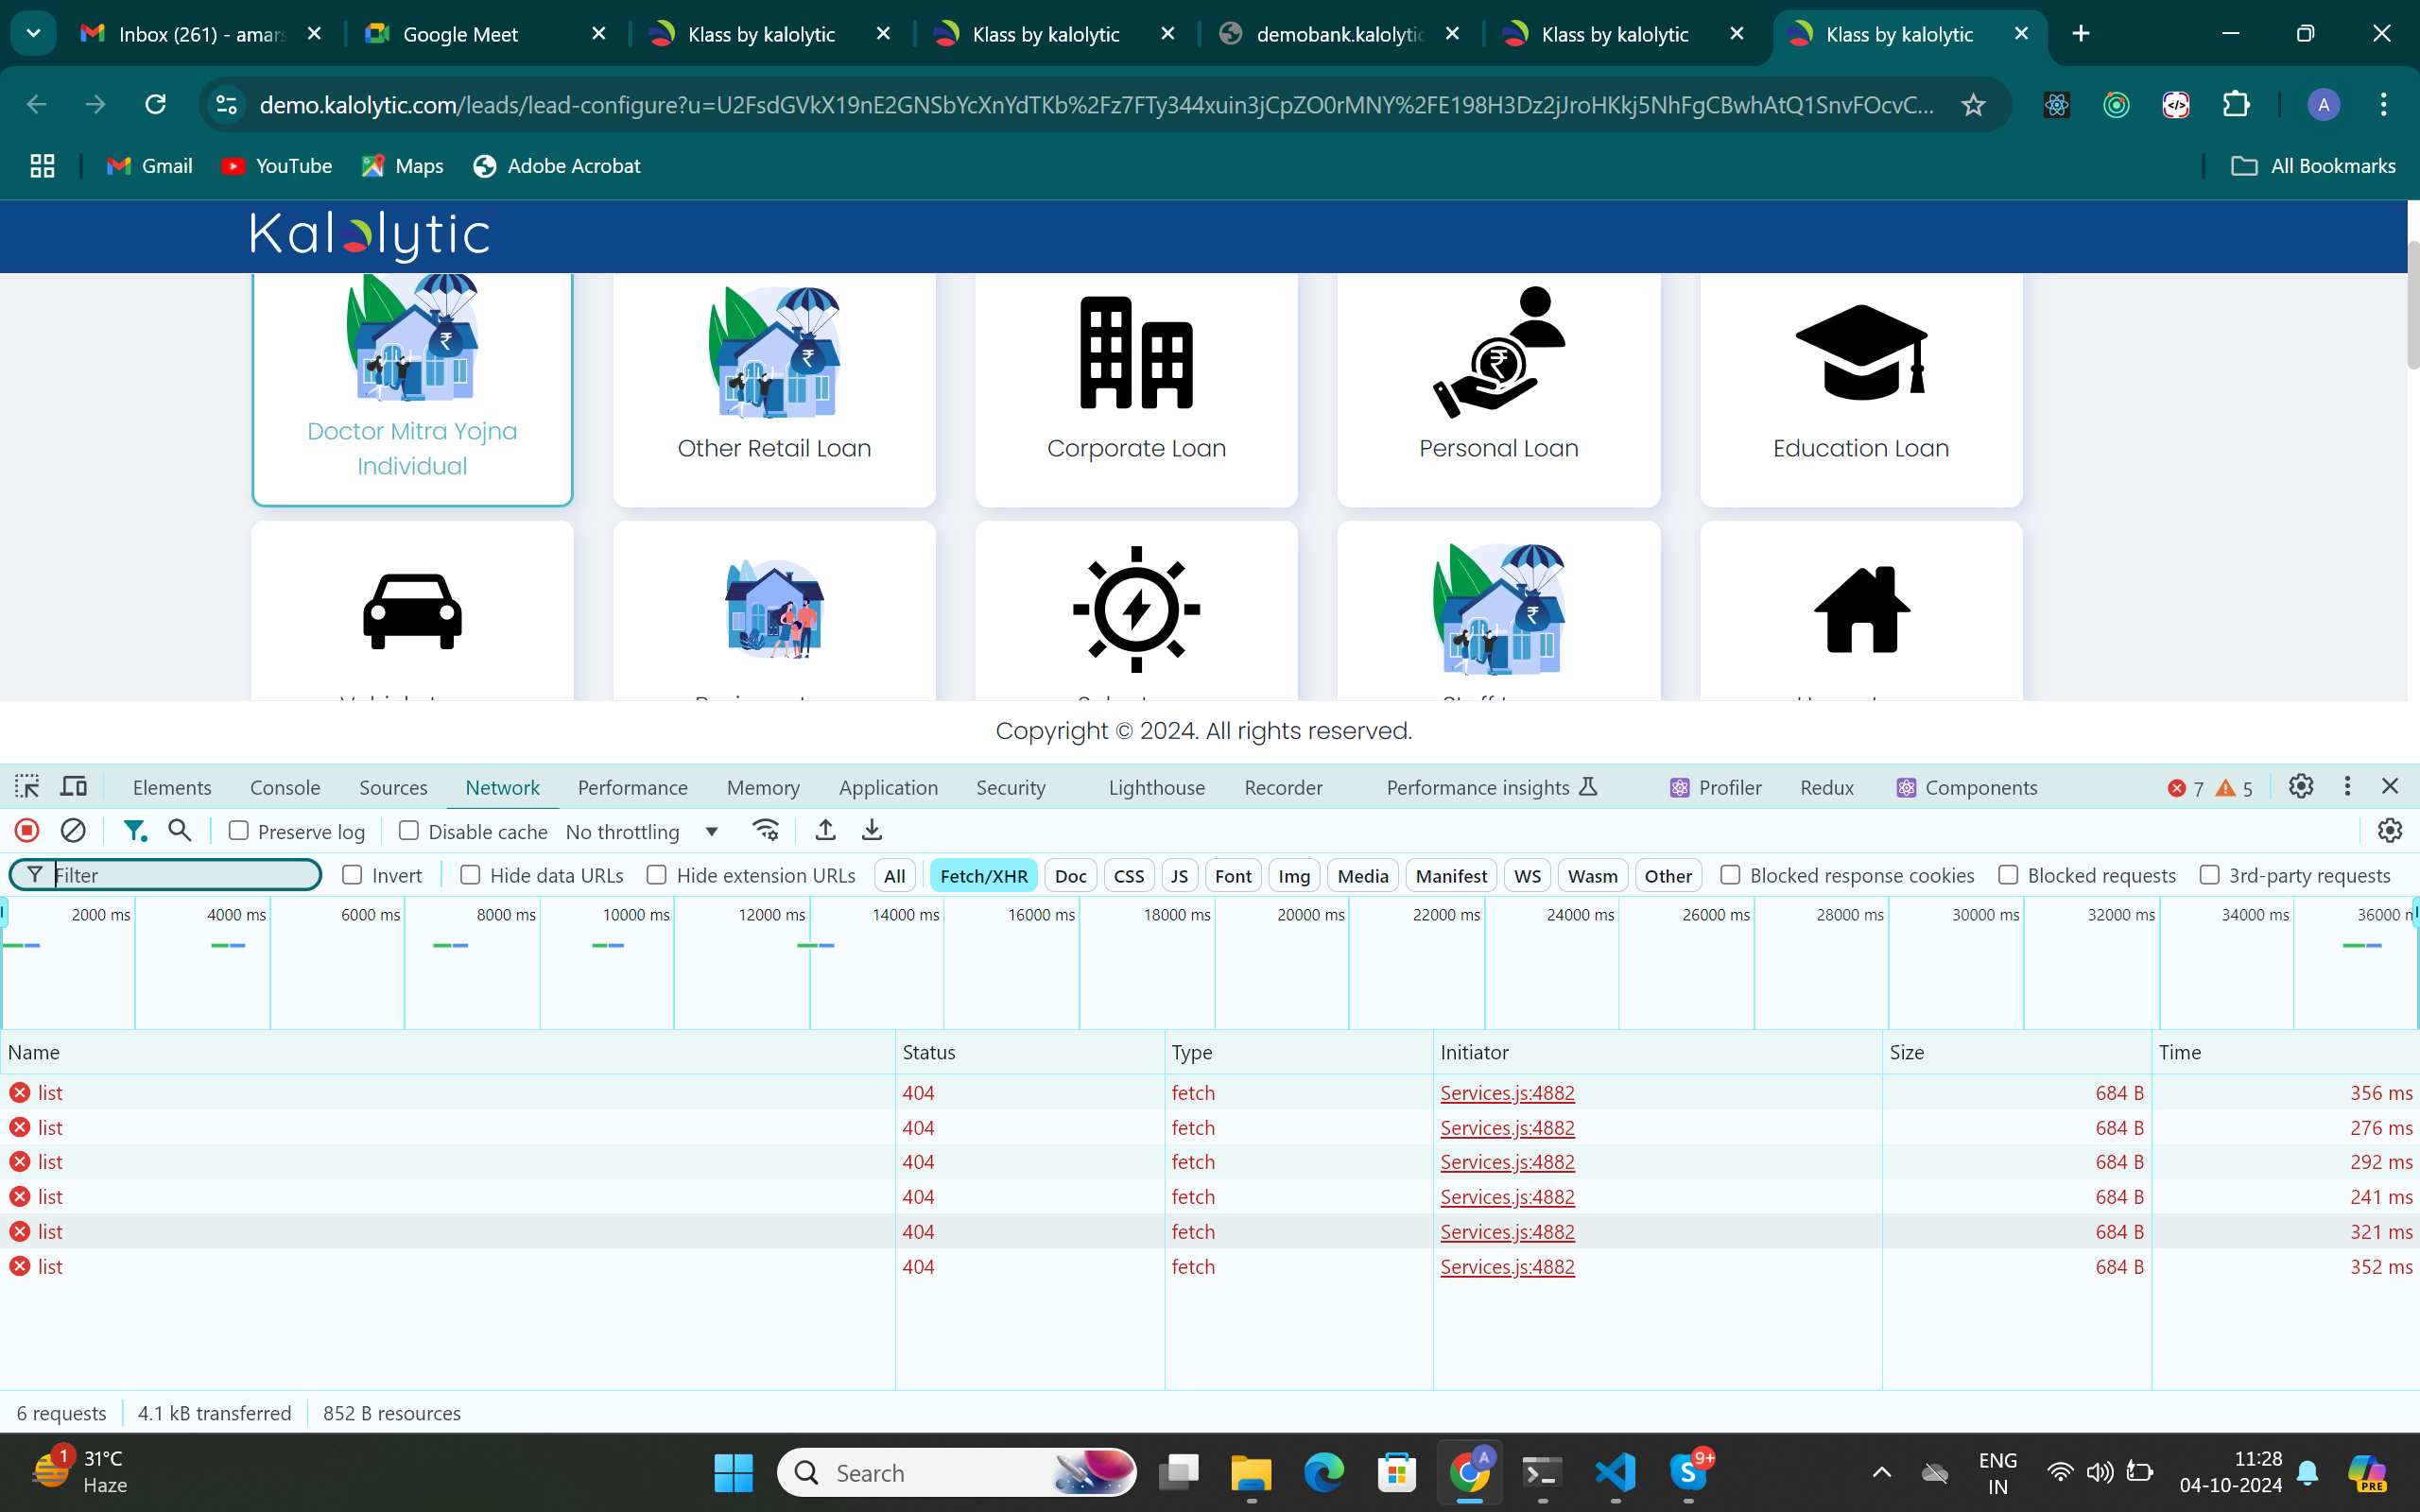 Inbox (261) - amars
Google Meet
Klass by kalolytic
Klass by kalolytic
demobank.kalolytic
Klass by kalolytic
Klass by kalolytic
demo.kalolytic.com/leads/lead-configure?u=U2FsdGVkX19nE2GNSbYcXnYdTKb%2Fz7FTy344xuin3jCpZO0rMNY%2FE198H3Dz2jJroHKkj5NhFgCBwhAtQ1SnvFOcvC...
A
Gmail
YouTube
Maps
Adobe Acrobat
All Bookmarks
Kalolytic
Doctor Mitra Yojna
Individual
Other Retail Loan
Corporate Loan
Personal Loan
Education Loan
Copyright © 2024. All rights reserved.
Elements Console Sources Network Performance Memory Application Security Lighthouse Recorder Performance insights Profiler Redux Components 7 5
Preserve log Disable cache No throttling
Filter Invert Hide data URLs Hide extension URLs All Fetch/XHR Doc CSS JS Font Img Media Manifest WS Wasm Other Blocked response cookies Blocked requests 3rd-party requests
2000 ms 4000 ms 6000 ms 8000 ms 10000 ms 12000 ms 14000 ms 16000 ms 18000 ms 20000 ms 22000 ms 24000 ms 26000 ms 28000 ms 30000 ms 32000 ms 34000 ms 36000 m
Name Status Type Initiator Size Time
list 404 fetch Services.js:4882 684 B 356 ms
list 404 fetch Services.js:4882 684 B 276 ms
list 404 fetch Services.js:4882 684 B 292 ms
list 404 fetch Services.js:4882 684 B 241 ms
list 404 fetch Services.js:4882 684 B 321 ms
list 404 fetch Services.js:4882 684 B 352 ms
6 requests 4.1 kB transferred 852 B resources
1
31°C
Haze
Search
A
9+
ENG
IN
11:28
04-10-2024
PRE